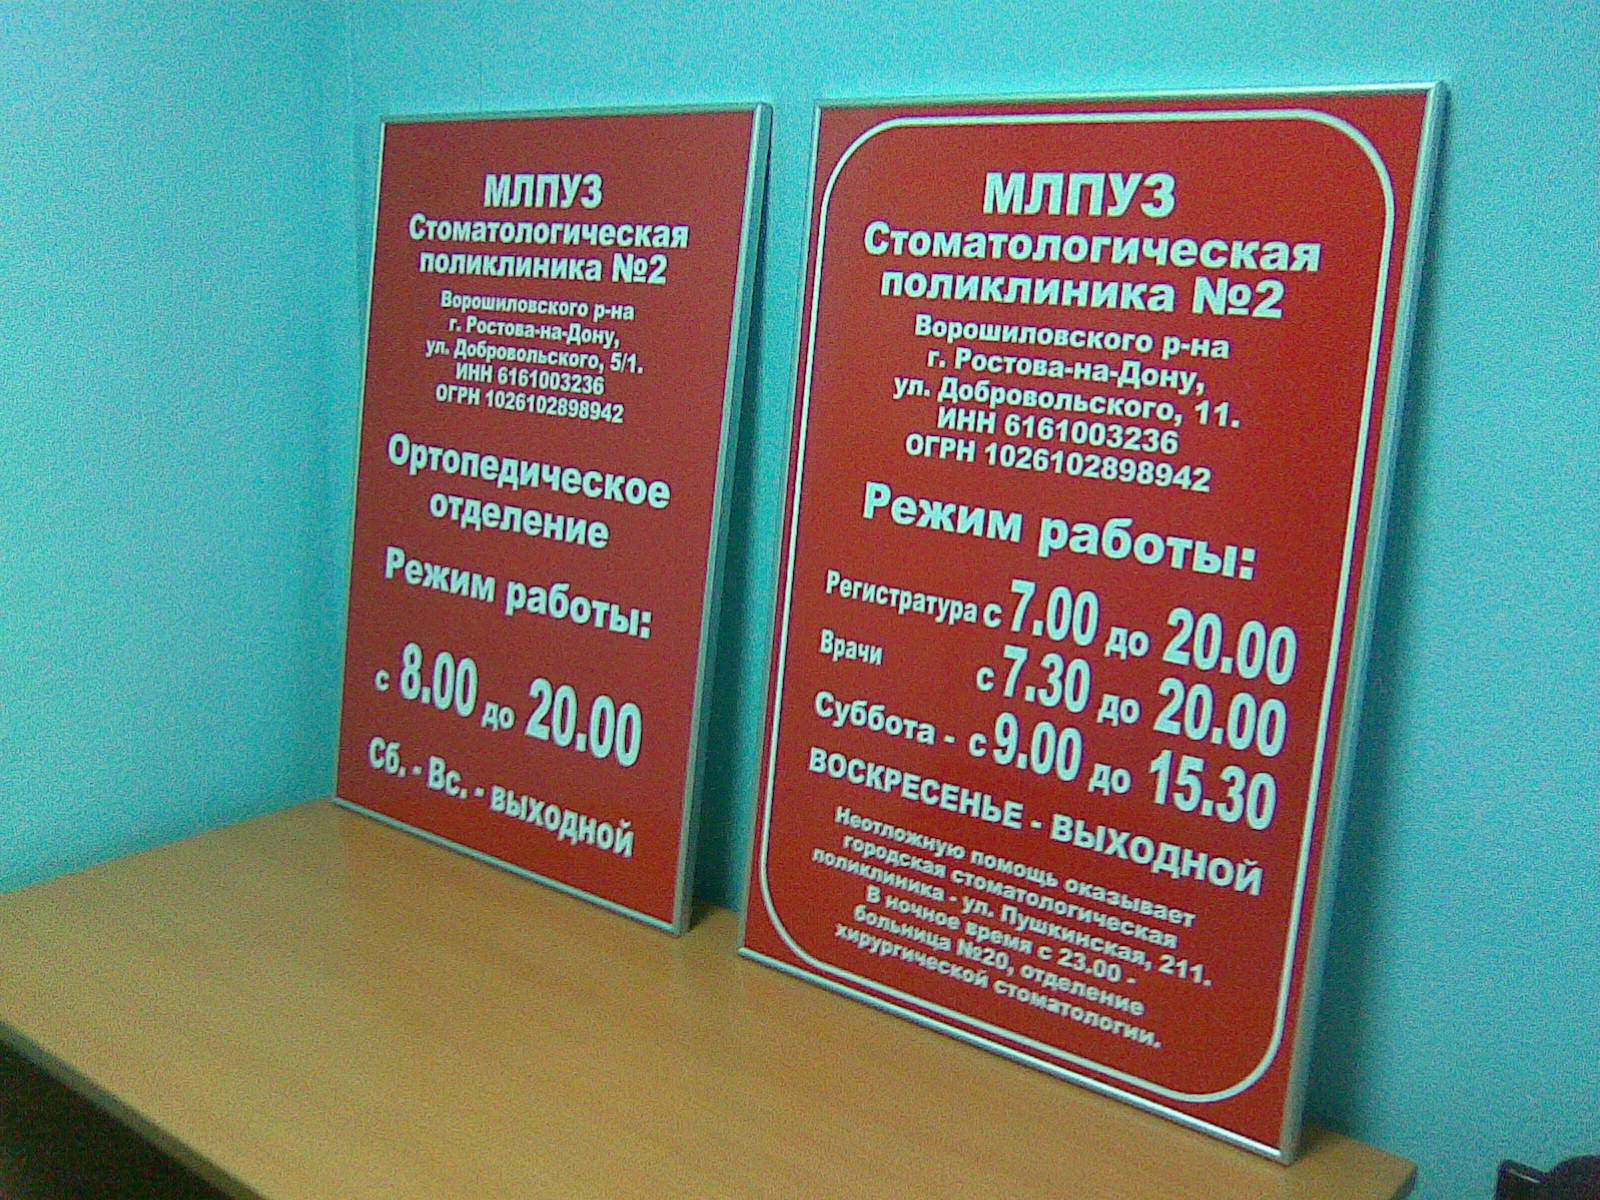 МЛПУЗ
Стоматологическая
поликлиника №2
Ворошиловского р-на
г. Ростова-на-Дону,
ул. Добровольского, 5/1.
ИНН 6161003236
ОГРН 1026102898942
Ортопедическое
отделение
Режим работы:
с 8.00 до 20.00
Сб. - Вс. - выходной
МЛПУЗ
Стоматологическая
поликлиника №2
Ворошиловского р-на
г. Ростова-на-Дону,
ул. Добровольского, 11.
ИНН 6161003236
ОГРН 1026102898942
Режим работы:
Регистратура с 7.00 до 20.00
Врачи с 7.30 до 20.00
Суббота - с 9.00 до 15.30
ВОСКРЕСЕНЬЕ - ВЫХОДНОЙ
Неотложную помощь оказывает
городская стоматологическая
поликлиника - ул. Пушкинская, 211.
В ночное время с 23.00 -
больница №20, отделение
хирургической стоматологии.